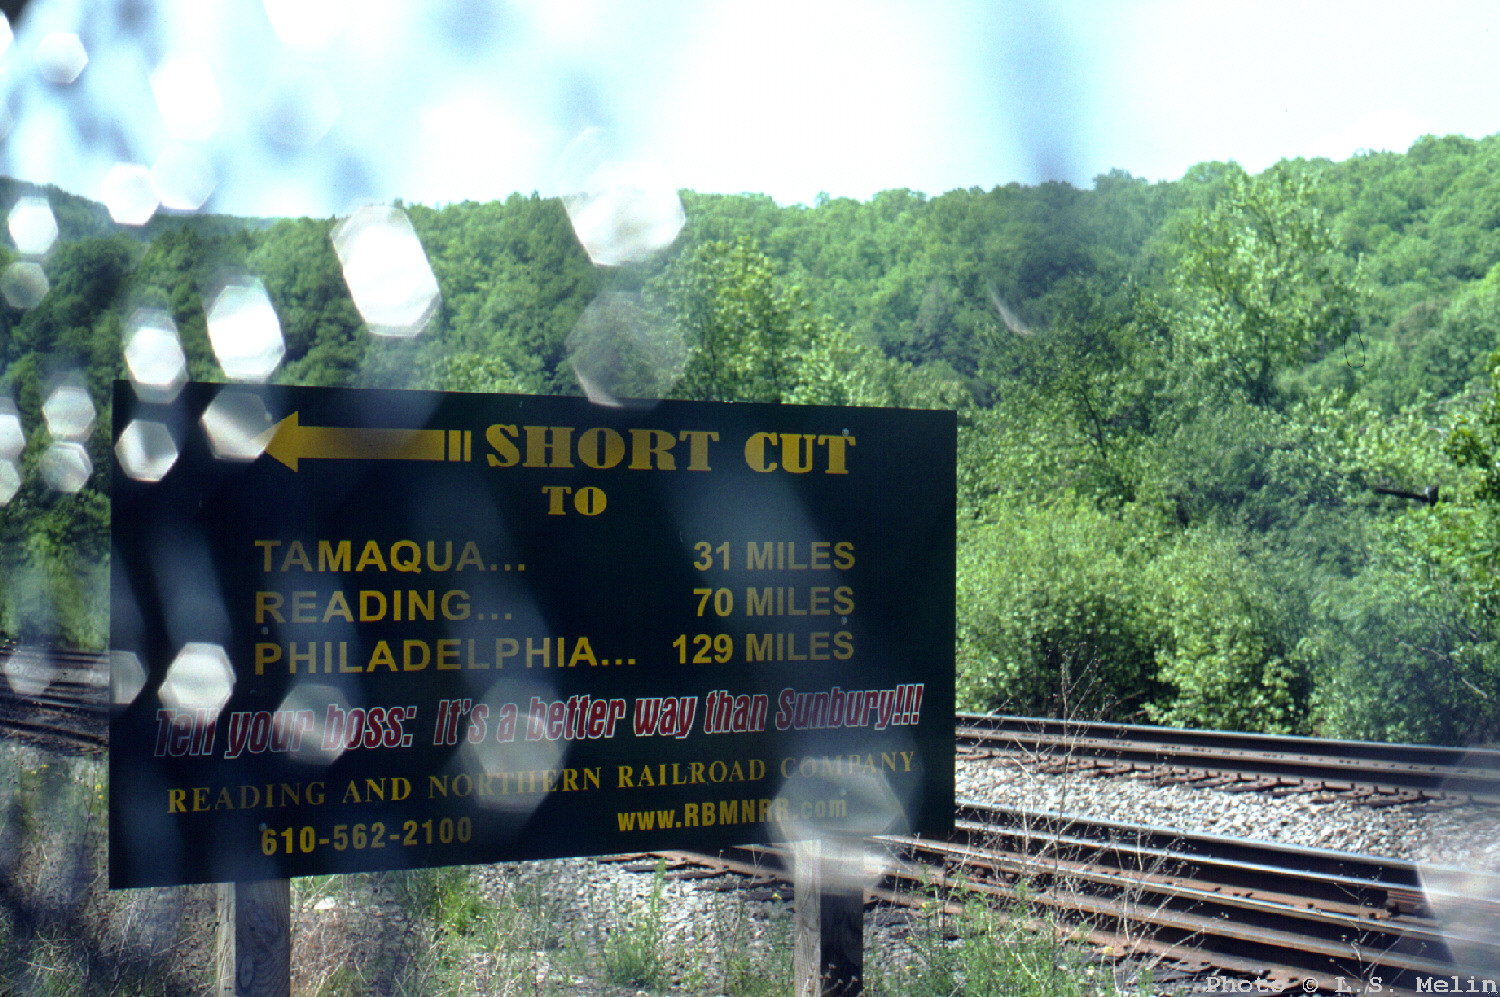 SHORT CUT
TO
TAMAQUA... 31 MILES
READING... 70 MILES
PHILADELPHIA... 129 MILES
Tell your boss: It's a better way than Sunbury!!!
READING AND NORTHERN RAILROAD COMPANY
610-562-2100 www.RBMNRR.com
Photo © L.S. Melin